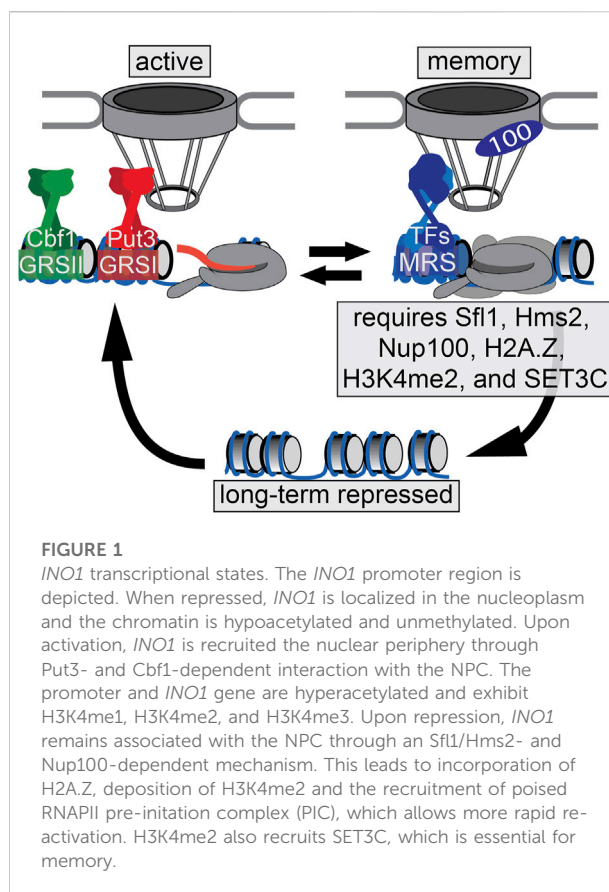 active
memory
100
Cbf1
GRSII
Put3
GRSI
TFs
MRS
requires Sfl1, Hms2,
Nup100, H2A.Z,
H3K4me2, and SET3C
long-term repressed
FIGURE 1
INO1 transcriptional states. The INO1 promoter region is
depicted. When repressed, INO1 is localized in the nucleoplasm
and the chromatin is hypoacetylated and unmethylated. Upon
activation, INO1 is recruited the nuclear periphery through
Put3- and Cbf1-dependent interaction with the NPC. The
promoter and INO1 gene are hyperacetylated and exhibit
H3K4me1, H3K4me2, and H3K4me3. Upon repression, INO1
remains associated with the NPC through an Sfl1/Hms2- and
Nup100-dependent mechanism. This leads to incorporation of
H2A.Z, deposition of H3K4me2 and the recruitment of poised
RNAPII pre-initation complex (PIC), which allows more rapid re-
activation. H3K4me2 also recruits SET3C, which is essential for
memory.